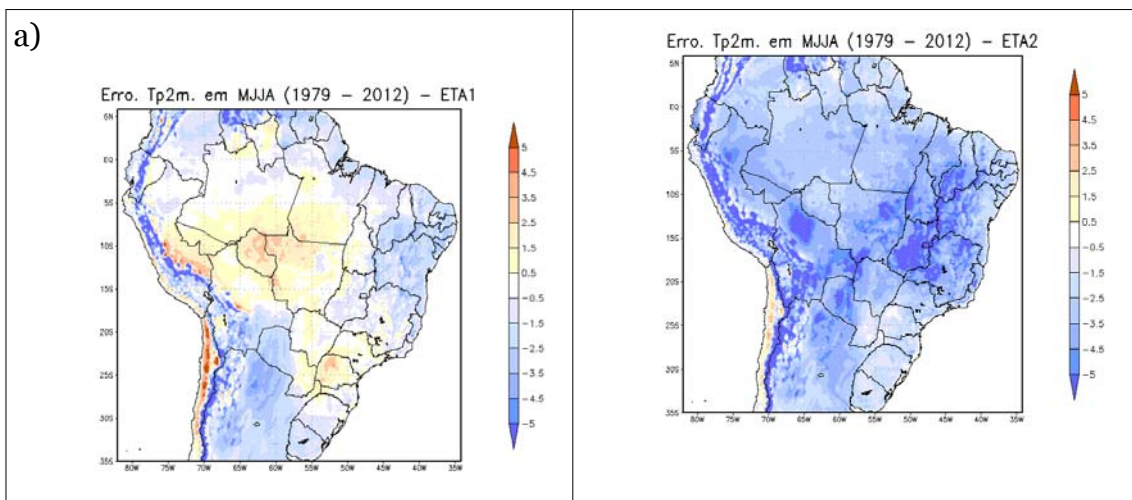 a)
Erro. Tp2m. em MJJA (1979 – 2012) – ETA1
5N
EQ
5S
10S
15S
20S
25S
30S
35S
80W 75W 70W 65W 60W 55W 50W 45W 40W 34W
5
4.5
3.5
2.5
1.5
0.5
−0.5
−1.5
−2.5
−3.5
−4.5
−5
Erro. Tp2m. em MJJA (1979 – 2012) – ETA2
5N
EQ
5S
10S
15S
20S
25S
30S
35S
80W 75W 70W 65W 60W 55W 50W 45W 40W 34W
5
4.5
3.5
2.5
1.5
0.5
−0.5
−1.5
−2.5
−3.5
−4.5
−5